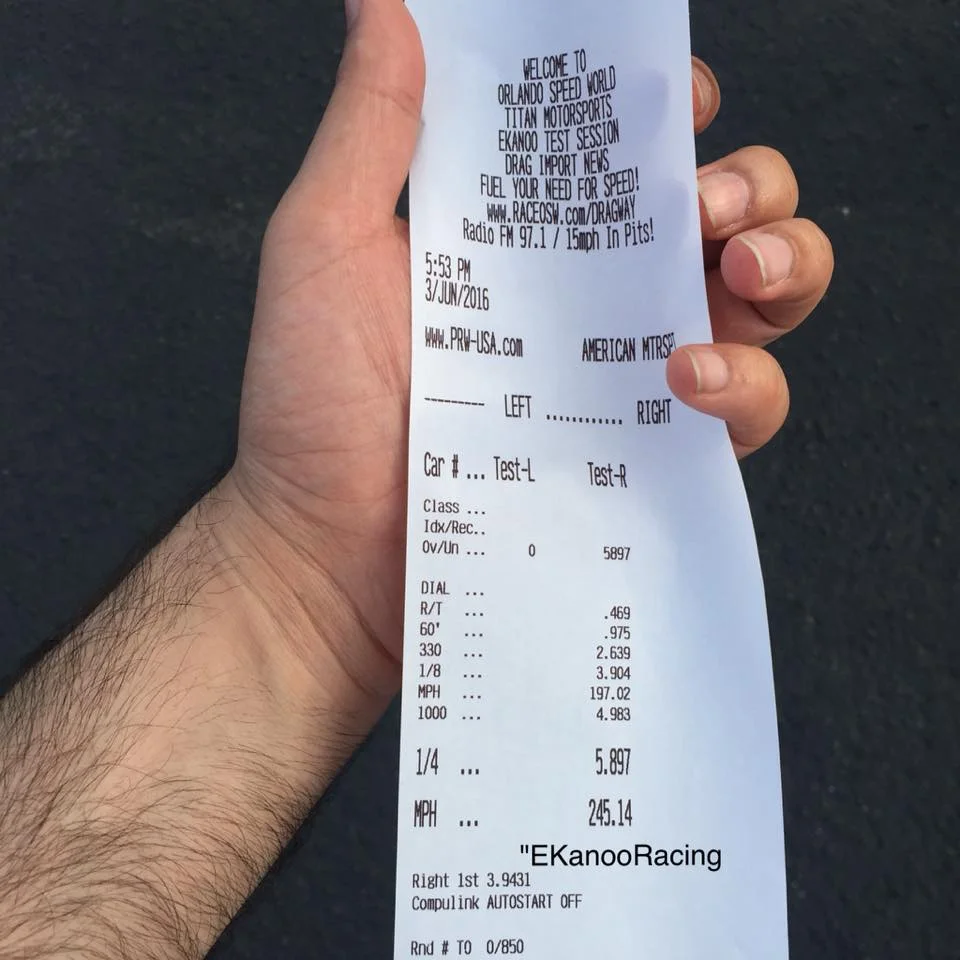 WELCOME TO
ORLANDO SPEED WORLD
TITAN MOTORSPORTS
EKANOO TEST SESSION
DRAG IMPORT NEWS
FUEL YOUR NEED FOR SPEED!
www.RACEOSW.com/DRAGWAY
Radio FM 97.1 / 15mph In Pits!
5:53 PM
3/JUN/2016
www.PRW-USA.com AMERICAN MTRSPT
--------- LEFT ............ RIGHT
Car # ... Test-L Test-R
Class ...
Idx/Rec..
Ov/Un ... 0 5897
DIAL ...
R/T ... .469
60' ... .975
330 ... 2.639
1/8 ... 3.904
MPH ... 197.02
1000 ... 4.983
1/4 ... 5.897
MPH ... 245.14
"EKanooRacing
Right 1st 3.9431
Compulink AUTOSTART OFF
Rnd # TO 0/850